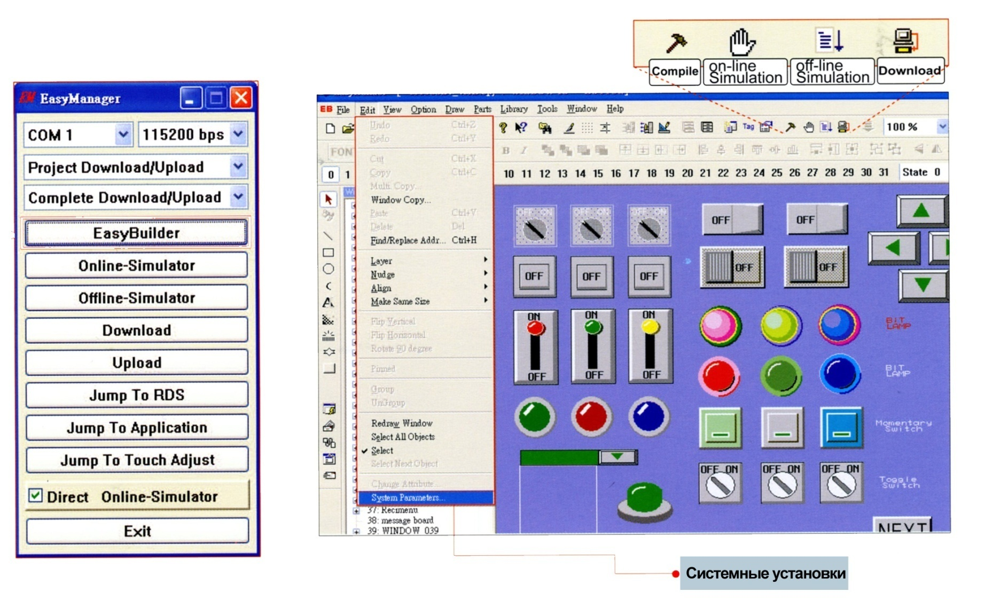 Compile
on-line
Simulation
off-line
Simulation
Download
EM EasyManager
COM 1
115200 bps
Project Download/Upload
Complete Download/Upload
EasyBuilder
Online-Simulator
Offline-Simulator
Download
Upload
Jump To RDS
Jump To Application
Jump To Touch Adjust
Direct Online-Simulator
Exit
EB File Edit View Option Draw Parts Library Tools Window Help
Tag
100 %
FON
B I
0 1
10 11 12 13 14 15 16 17 18 19 20 21 22 23 24 25 26 27 28 29 30 31 State 0
Undo Ctrl+Z
Redo Ctrl+Y
Cut Ctrl+X
Copy Ctrl+C
Multi. Copy...
Window Copy...
Paste Ctrl+V
Delete Del
Find/Replace Addr... Ctrl+H
Layer
Nudge
Align
Make Same Size
Flip Vertical
Flip Horizontal
Rotate 90 degree
Pinned
Group
UnGroup
Redraw Window
Select All Objects
Select
Select Next Object
Change Attribute...
System Parameters...
37: Recimenu
38: message board
39: WINDOW_039
OFF ON
OFF ON
OFF ON
OFF
OFF
OFF
OFF
OFF
OFF
OFF
ON
ON
ON
OFF
OFF
OFF
BIT
LAMP
BIT
LAMP
Momentary
Switch
OFF ON
OFF ON
OFF ON
Toggle
Switch
NEXT
Системные установки